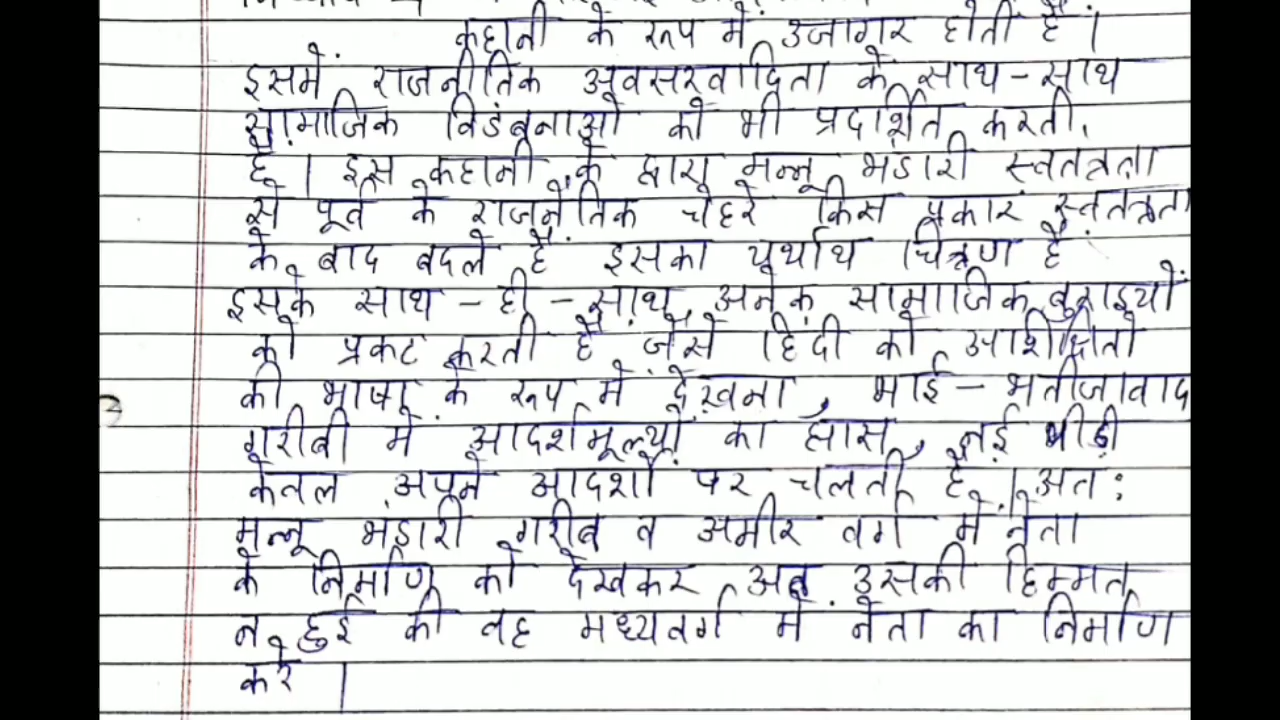 कहानी के रूप में उजागर होती है।
इसमें राजनीतिक अवसरवादिता के साथ-साथ
सामाजिक विडंबनाओं को भी प्रदर्शित करती
है। इस कहानी के द्वारा मन्नू भंडारी स्वतंत्रता
से पूर्व के राजनैतिक चेहरे किस प्रकार स्वतंत्रता
के बाद बदले हैं इसका यर्थाथ चित्रण है
इसके साथ-ही-साथ अनेक सामाजिक बुराइयों
को प्रकट करती है जैसे हिंदी को अशिक्षितो
की भाषा के रूप में देखना, भाई-भतीजावाद
गरीबी में आदर्शमूल्यों का ह्रास, नई पीढ़ी
केवल अपने आदर्शों पर चलती है। अतः
मन्नू भंडारी गरीब व अमीर वर्ग में नेता
के निर्माण को देखकर अब उसकी हिम्मत
न हुई की वह मध्यवर्ग में नेता का निर्माण
करे।